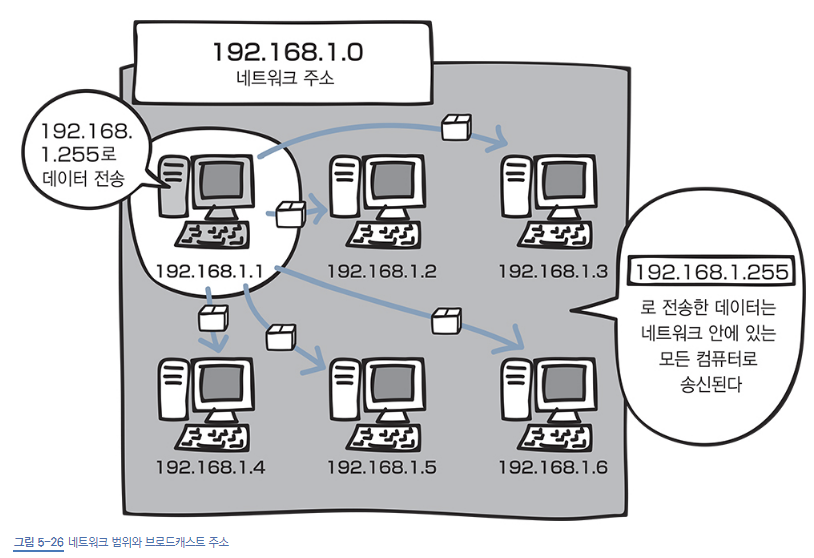 192.168.1.0
네트워크 주소
192.168.
1.255로
데이터 전송
192.168.1.1
192.168.1.2
192.168.1.3
192.168.1.255
로 전송한 데이터는
네트워크 안에 있는
모든 컴퓨터로
송신된다
192.168.1.4
192.168.1.5
192.168.1.6
그림 5-26 네트워크 범위와 브로드캐스트 주소